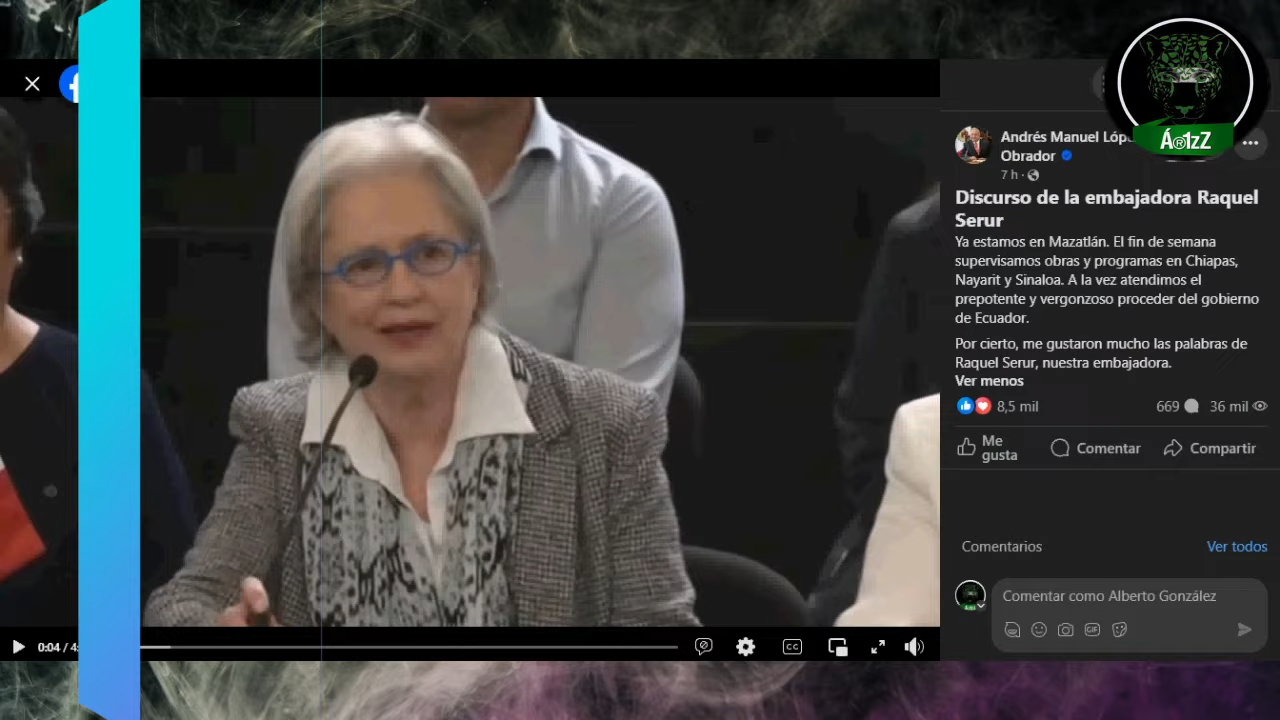 Á®1zZ
Andrés Manuel Lópe
Obrador
7 h
Discurso de la embajadora Raquel
Serur
Ya estamos en Mazatlán. El fin de semana
supervisamos obras y programas en Chiapas,
Nayarit y Sinaloa. A la vez atendimos el
prepotente y vergonzoso proceder del gobierno
de Ecuador.
Por cierto, me gustaron mucho las palabras de
Raquel Serur, nuestra embajadora.
Ver menos
8,5 mil 669 36 mil
Me gusta Comentar Compartir
Comentarios Ver todos
Comentar como Alberto González
GIF
0:04 / 4:
CC